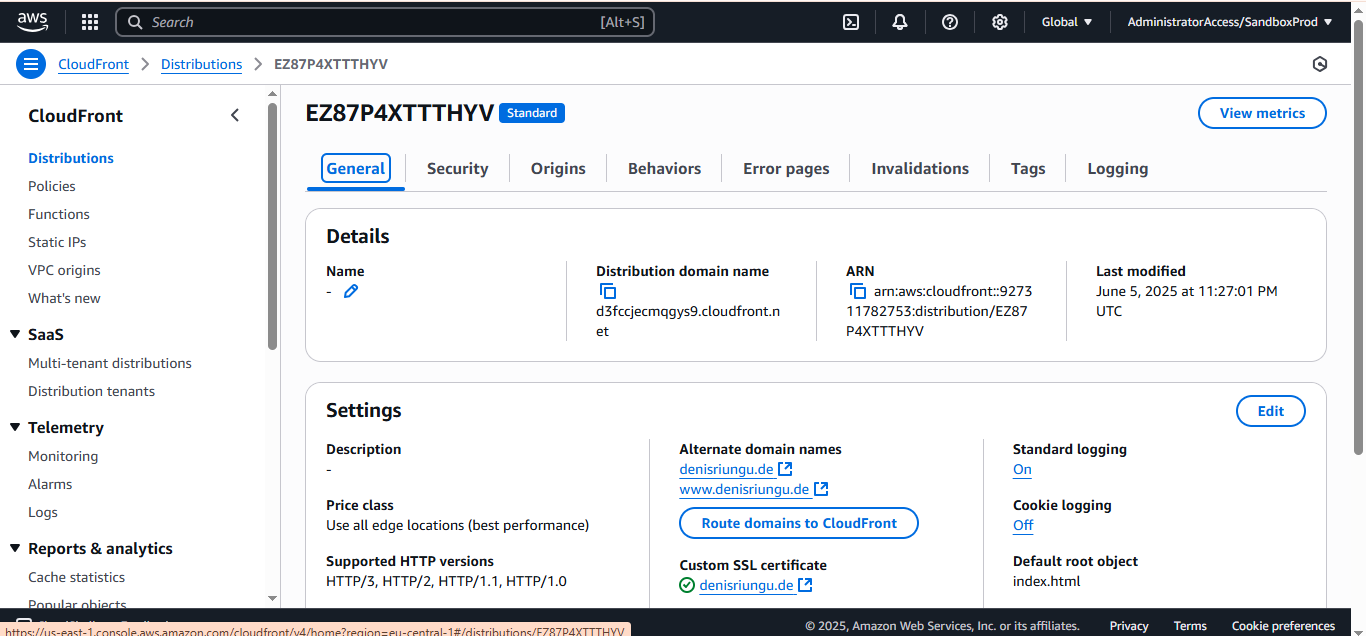 aws
Search
[Alt+S]
Global
AdministratorAccess/SandboxProd
CloudFront
Distributions
EZ87P4XTTTHYV
CloudFront
Distributions
Policies
Functions
Static IPs
VPC origins
What's new
SaaS
Multi-tenant distributions
Distribution tenants
Telemetry
Monitoring
Alarms
Logs
Reports & analytics
Cache statistics
Popular objects
EZ87P4XTTTHYV
Standard
View metrics
General
Security
Origins
Behaviors
Error pages
Invalidations
Tags
Logging
Details
Name
-
Distribution domain name
d3fccjecmqgys9.cloudfront.n
et
ARN
arn:aws:cloudfront::9273
11782753:distribution/EZ87
P4XTTTHYV
Last modified
June 5, 2025 at 11:27:01 PM
UTC
Settings
Edit
Description
-
Price class
Use all edge locations (best performance)
Supported HTTP versions
HTTP/3, HTTP/2, HTTP/1.1, HTTP/1.0
Alternate domain names
denisriungu.de
www.denisriungu.de
Route domains to CloudFront
Custom SSL certificate
denisriungu.de
Standard logging
On
Cookie logging
Off
Default root object
index.html
https://us-east-1.console.aws.amazon.com/cloudfront/v4/home?region=eu-central-1#/distributions/EZ87P4XTTTHYV
© 2025, Amazon Web Services, Inc. or its affiliates.
Privacy
Terms
Cookie preferences